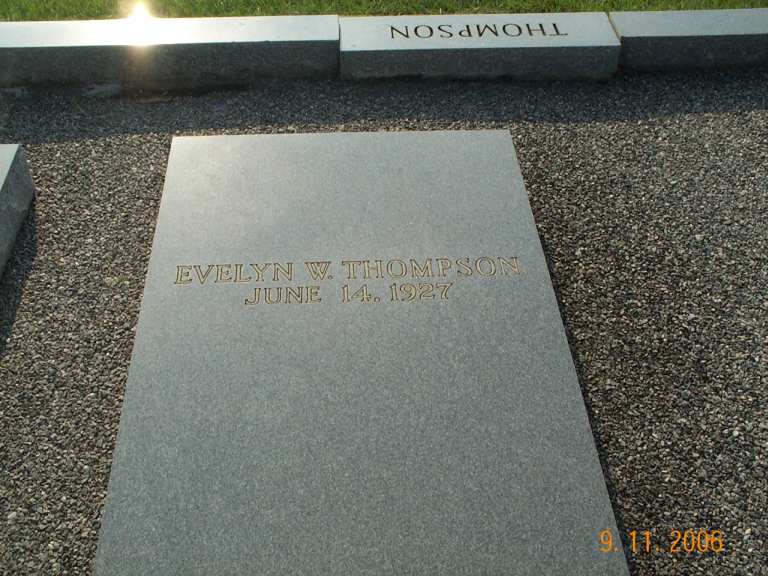 THOMPSON
EVELYN W. THOMPSON
JUNE 14, 1927
9. 11. 2006